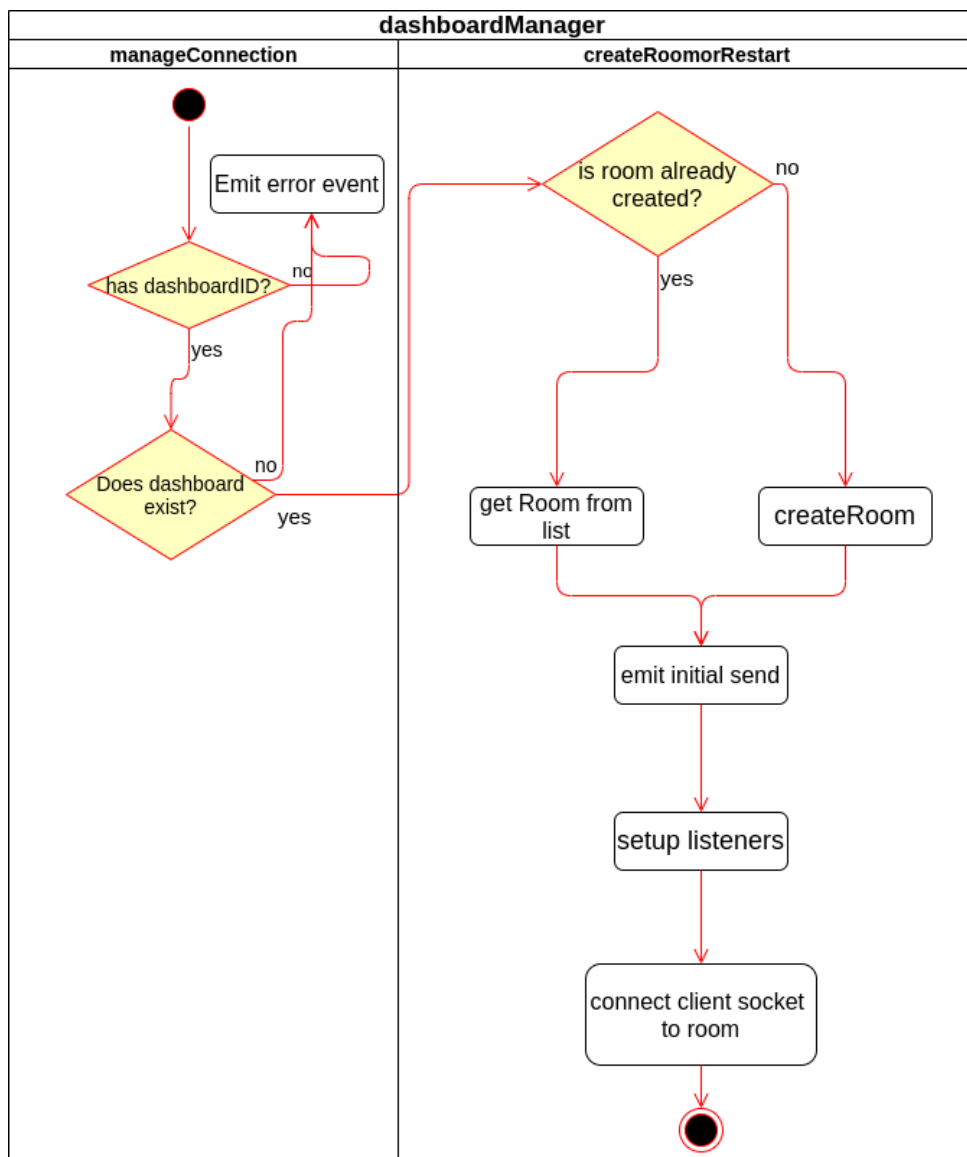 dashboardManager
manageConnection
createRoomorRestart
Emit error event
is room already
created?
no
has dashboardID?
no
yes
yes
Does dashboard
exist?
no
yes
get Room from
list
createRoom
emit initial send
setup listeners
connect client socket
to room